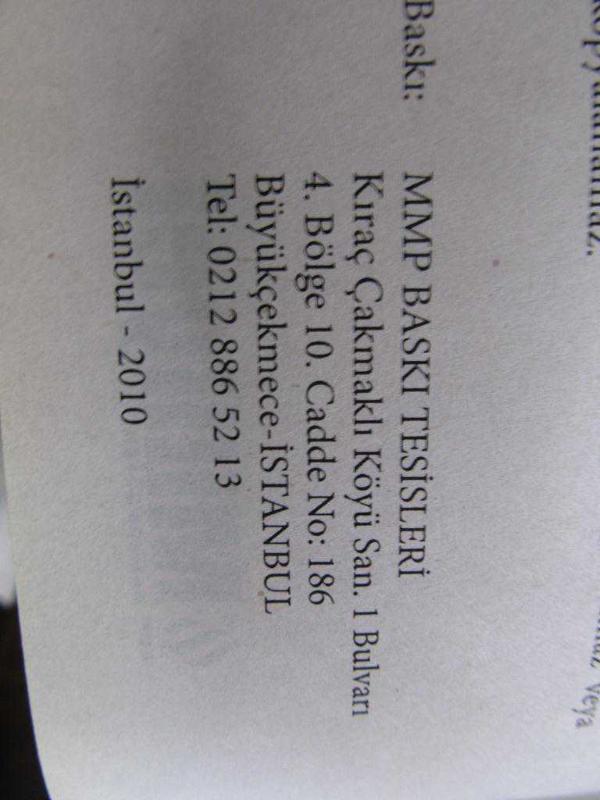 Baskı: MMP BASKI TESİSLERİ
Kıraç Çakmaklı Köyü San. 1 Bulvarı
4. Bölge 10. Cadde No: 186
Büyükçekmece-İSTANBUL
Tel: 0212 886 52 13
İstanbul - 2010